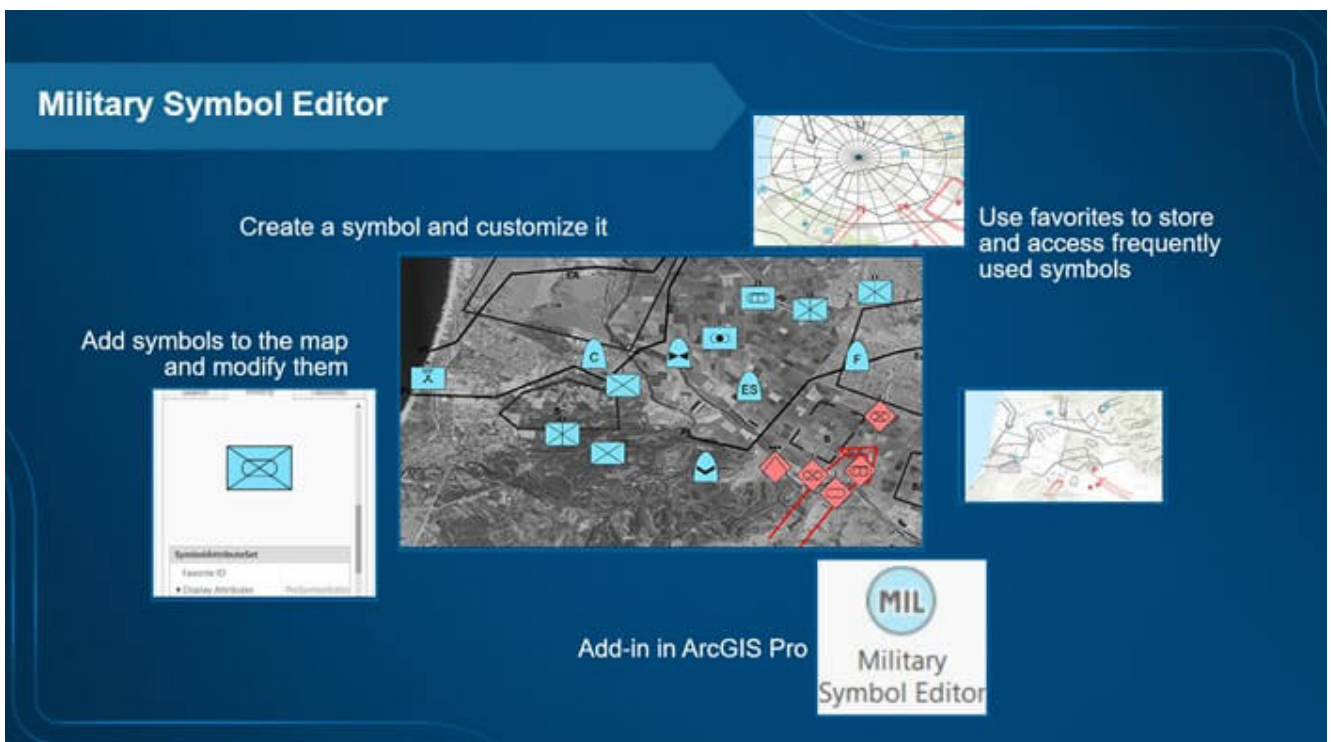 Military Symbol Editor
Create a symbol and customize it
Use favorites to store
and access frequently
used symbols
Add symbols to the map
and modify them
C
F
ES
SymbolAttributeSet
Favorite ID
Display Attributes
Add-in in ArcGIS Pro
MIL
Military
Symbol Editor